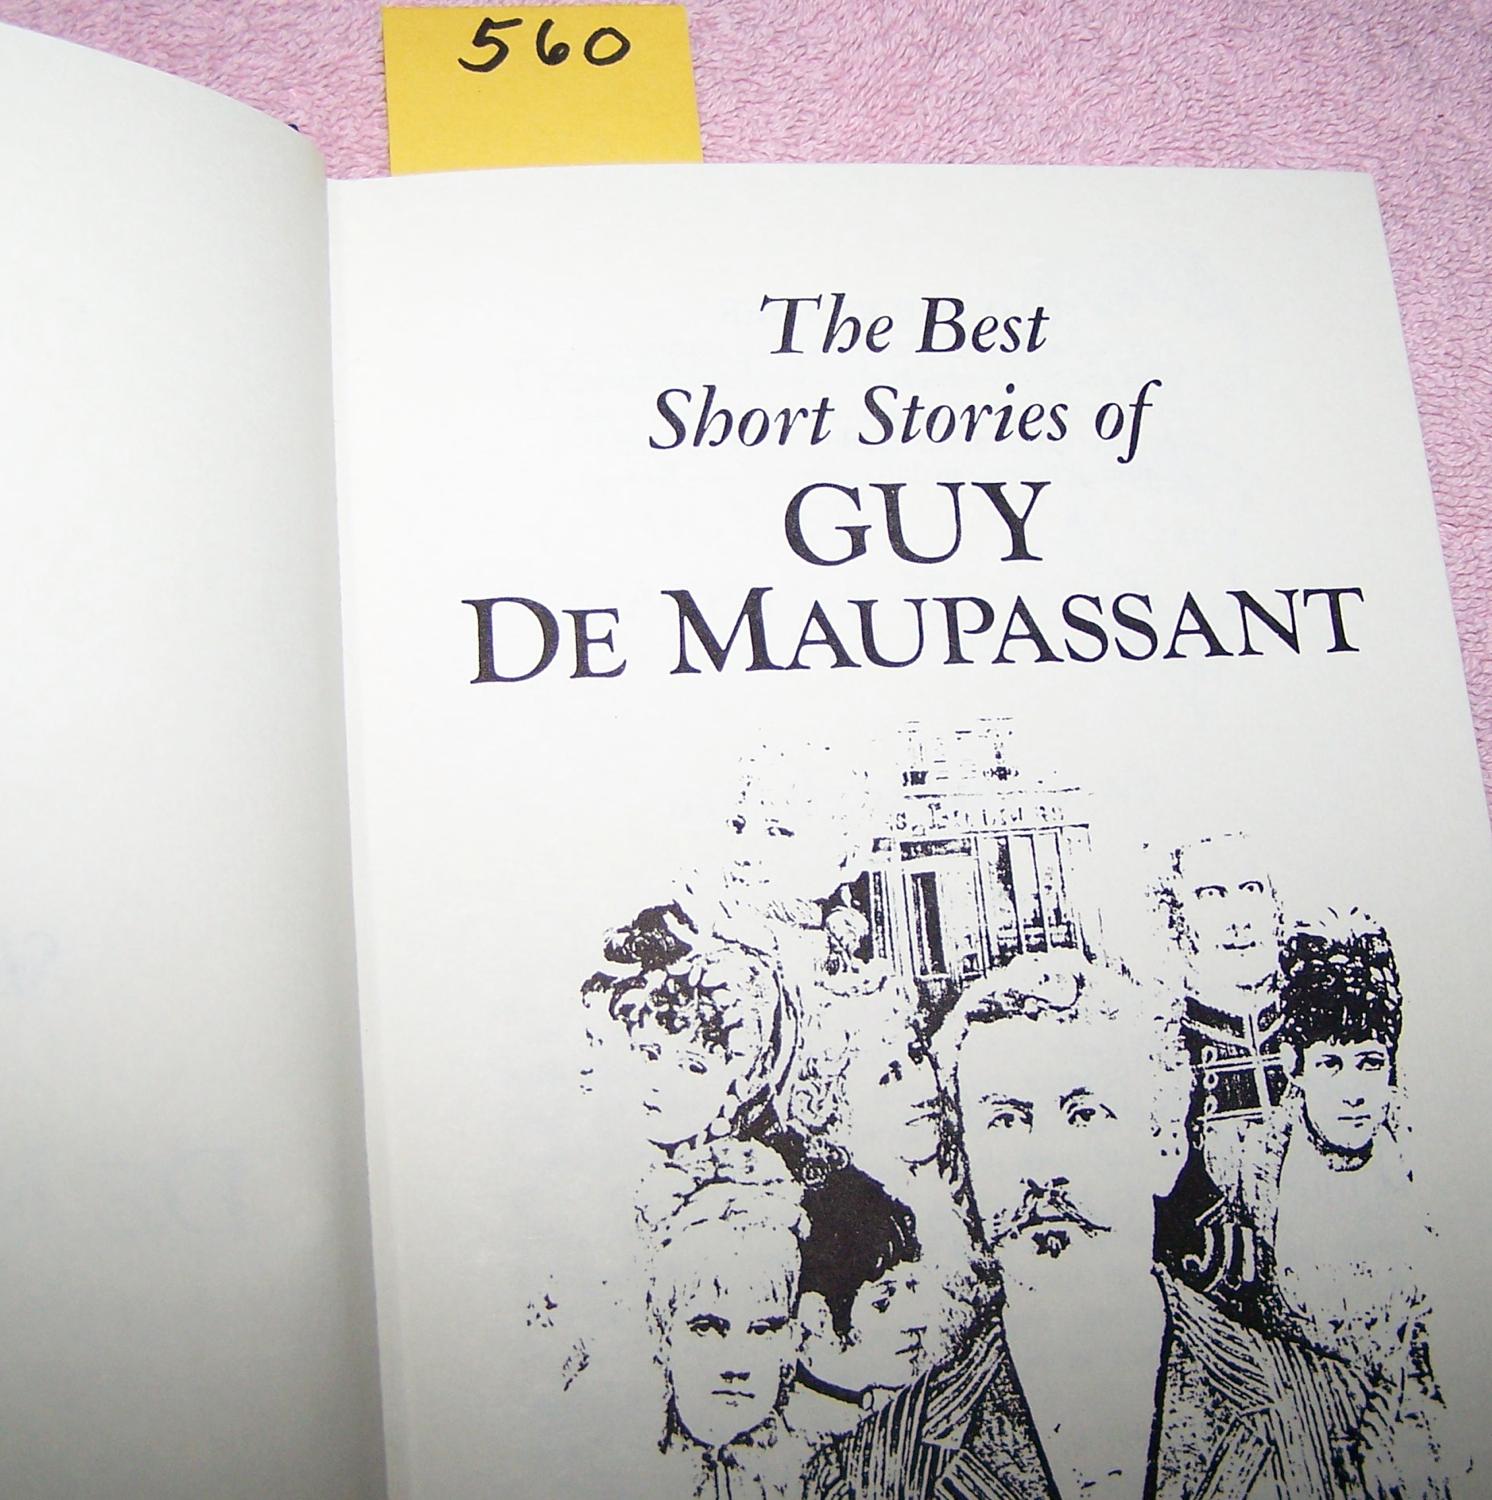 560
The Best
Short Stories of
GUY
DE MAUPASSANT